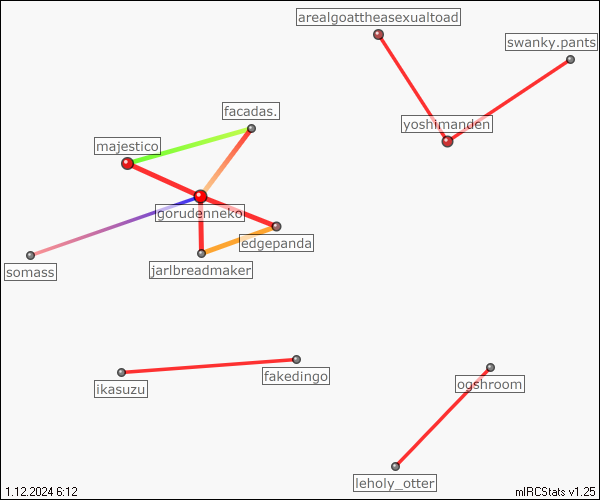 arealgoattheasexualtoad
swanky.pants
facadas.
yoshimanden
majestico
gorudenneko
edgepanda
somass
jarlbreadmaker
fakedingo
ikasuzu
ooshroom
leholy_otter
1.12.2024 6:12
mIRCStats v1.25